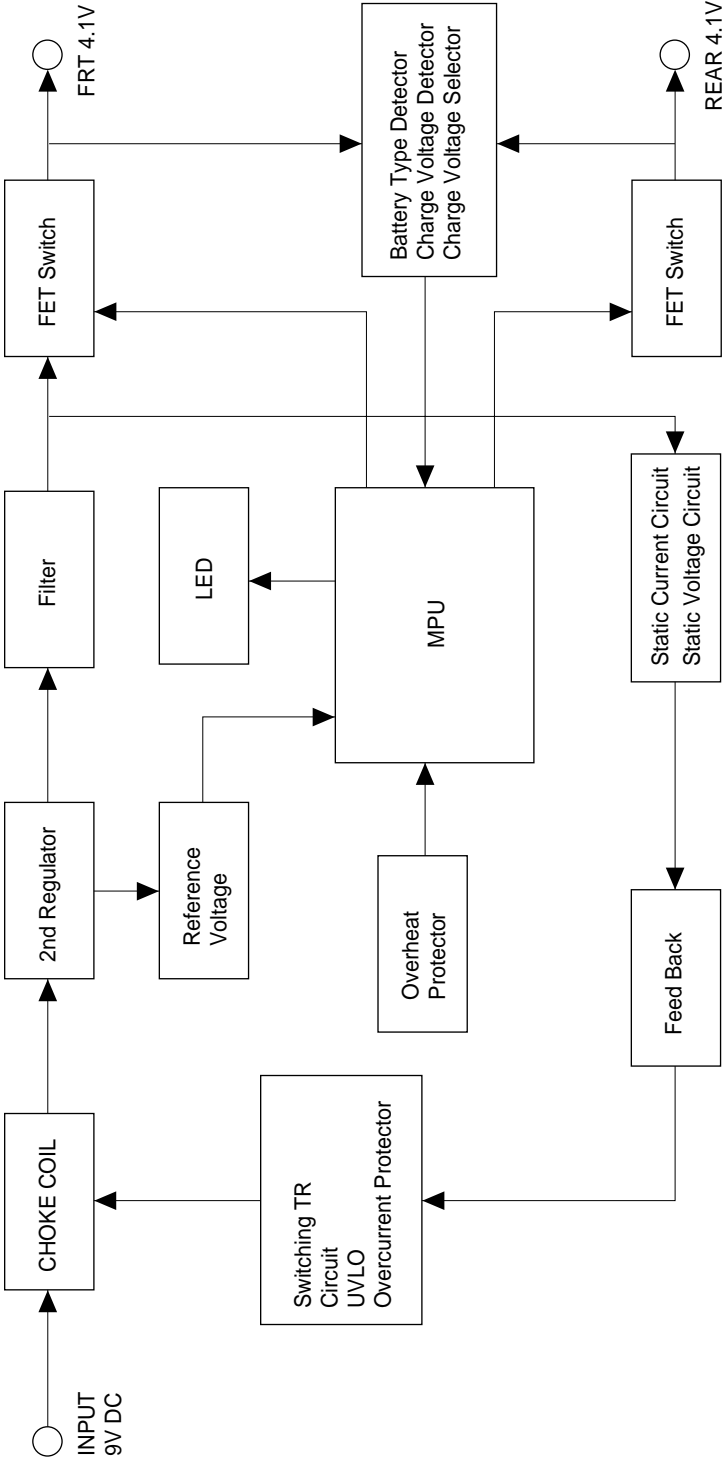 INPUT
9V DC
CHOKE COIL
2nd Regulator
Filter
FET Switch
FRT 4.1V
Reference
Voltage
LED
Switching TR
Circuit
UVLO
Overcurrent Protector
Overheat
Protector
MPU
Battery Type Detector
Charge Voltage Detector
Charge Voltage Selector
Feed Back
Static Current Circuit
Static Voltage Circuit
FET Switch
REAR 4.1V